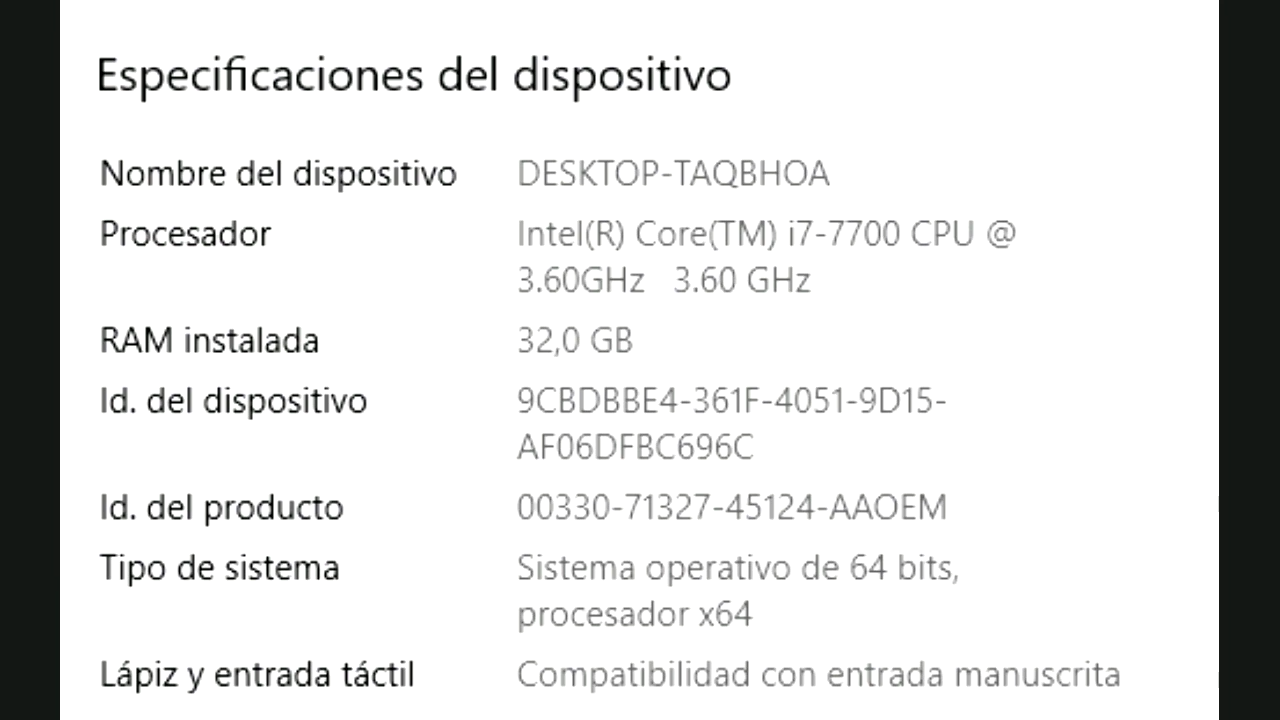 Especificaciones del dispositivo
Nombre del dispositivo DESKTOP-TAQBHOA
Procesador Intel(R) Core(TM) i7-7700 CPU @
3.60GHz 3.60 GHz
RAM instalada 32,0 GB
Id. del dispositivo 9CBDBBE4-361F-4051-9D15-
AF06DFBC696C
Id. del producto 00330-71327-45124-AAOEM
Tipo de sistema Sistema operativo de 64 bits,
procesador x64
Lápiz y entrada táctil Compatibilidad con entrada manuscrita